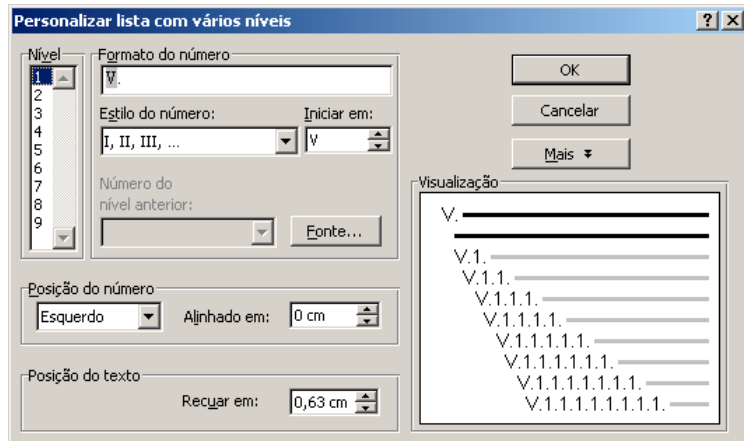 Personalizar lista com vários níveis
Nível
1
2
3
4
5
6
7
8
9
Formato do número
V.
Estilo do número:
Iniciar em:
I, II, III, ...
V
Número do
nível anterior:
Fonte...
OK
Cancelar
Mais
Posição do número
Esquerdo
Alinhado em:
0 cm
Posição do texto
Recuar em:
0,63 cm
Visualização
V.
V.1.
V.1.1.
V.1.1.1.
V.1.1.1.1.
V.1.1.1.1.1.
V.1.1.1.1.1.1.
V.1.1.1.1.1.1.1.
V.1.1.1.1.1.1.1.1.